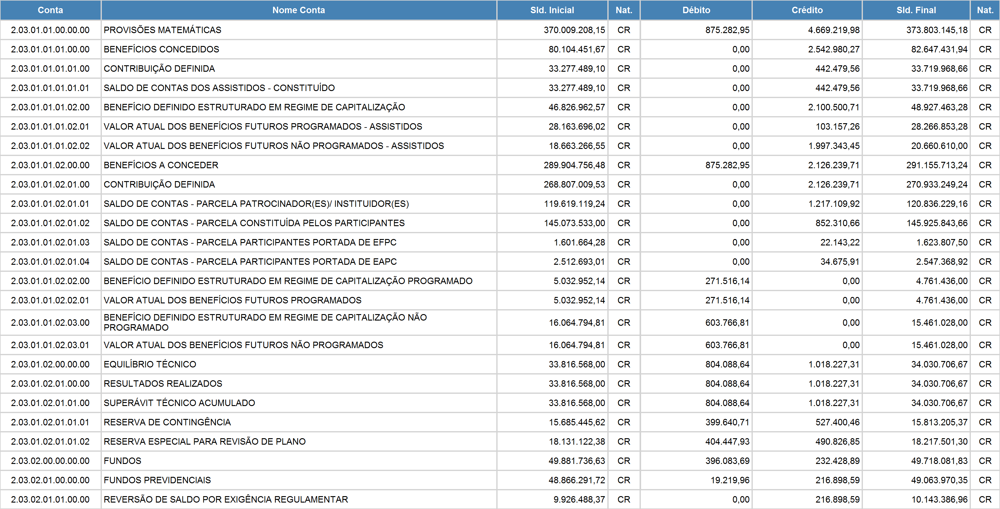 Conta Nome Conta Sld. Inicial Nat. Débito Crédito Sld. Final Nat.
2.03.01.01.00.00.00 PROVISÕES MATEMÁTICAS 370.009.208,15 CR 875.282,95 4.669.219,98 373.803.145,18 CR
2.03.01.01.01.00.00 BENEFÍCIOS CONCEDIDOS 80.104.451,67 CR 0,00 2.542.980,27 82.647.431,94 CR
2.03.01.01.01.01.00 CONTRIBUIÇÃO DEFINIDA 33.277.489,10 CR 0,00 442.479,56 33.719.968,66 CR
2.03.01.01.01.01.01 SALDO DE CONTAS DOS ASSISTIDOS - CONSTITUÍDO 33.277.489,10 CR 0,00 442.479,56 33.719.968,66 CR
2.03.01.01.01.02.00 BENEFÍCIO DEFINIDO ESTRUTURADO EM REGIME DE CAPITALIZAÇÃO 46.826.962,57 CR 0,00 2.100.500,71 48.927.463,28 CR
2.03.01.01.01.02.01 VALOR ATUAL DOS BENEFÍCIOS FUTUROS PROGRAMADOS - ASSISTIDOS 28.163.696,02 CR 0,00 103.157,26 28.266.853,28 CR
2.03.01.01.01.02.02 VALOR ATUAL DOS BENEFÍCIOS FUTUROS NÃO PROGRAMADOS - ASSISTIDOS 18.663.266,55 CR 0,00 1.997.343,45 20.660.610,00 CR
2.03.01.01.02.00.00 BENEFÍCIOS A CONCEDER 289.904.756,48 CR 875.282,95 2.126.239,71 291.155.713,24 CR
2.03.01.01.02.01.00 CONTRIBUIÇÃO DEFINIDA 268.807.009,53 CR 0,00 2.126.239,71 270.933.249,24 CR
2.03.01.01.02.01.01 SALDO DE CONTAS - PARCELA PATROCINADOR(ES)/ INSTITUIDOR(ES) 119.619.119,24 CR 0,00 1.217.109,92 120.836.229,16 CR
2.03.01.01.02.01.02 SALDO DE CONTAS - PARCELA CONSTITUÍDA PELOS PARTICIPANTES 145.073.533,00 CR 0,00 852.310,66 145.925.843,66 CR
2.03.01.01.02.01.03 SALDO DE CONTAS - PARCELA PARTICIPANTES PORTADA DE EFPC 1.601.664,28 CR 0,00 22.143,22 1.623.807,50 CR
2.03.01.01.02.01.04 SALDO DE CONTAS - PARCELA PARTICIPANTES PORTADA DE EAPC 2.512.693,01 CR 0,00 34.675,91 2.547.368,92 CR
2.03.01.01.02.02.00 BENEFÍCIO DEFINIDO ESTRUTURADO EM REGIME DE CAPITALIZAÇÃO PROGRAMADO 5.032.952,14 CR 271.516,14 0,00 4.761.436,00 CR
2.03.01.01.02.02.01 VALOR ATUAL DOS BENEFÍCIOS FUTUROS PROGRAMADOS 5.032.952,14 CR 271.516,14 0,00 4.761.436,00 CR
2.03.01.01.02.03.00 BENEFÍCIO DEFINIDO ESTRUTURADO EM REGIME DE CAPITALIZAÇÃO NÃO
PROGRAMADO 16.064.794,81 CR 603.766,81 0,00 15.461.028,00 CR
2.03.01.01.02.03.01 VALOR ATUAL DOS BENEFÍCIOS FUTUROS NÃO PROGRAMADOS 16.064.794,81 CR 603.766,81 0,00 15.461.028,00 CR
2.03.01.02.00.00.00 EQUILÍBRIO TÉCNICO 33.816.568,00 CR 804.088,64 1.018.227,31 34.030.706,67 CR
2.03.01.02.01.00.00 RESULTADOS REALIZADOS 33.816.568,00 CR 804.088,64 1.018.227,31 34.030.706,67 CR
2.03.01.02.01.01.00 SUPERÁVIT TÉCNICO ACUMULADO 33.816.568,00 CR 804.088,64 1.018.227,31 34.030.706,67 CR
2.03.01.02.01.01.01 RESERVA DE CONTINGÊNCIA 15.685.445,62 CR 399.640,71 527.400,46 15.813.205,37 CR
2.03.01.02.01.01.02 RESERVA ESPECIAL PARA REVISÃO DE PLANO 18.131.122,38 CR 404.447,93 490.826,85 18.217.501,30 CR
2.03.02.00.00.00.00 FUNDOS 49.881.736,63 CR 396.083,69 232.428,89 49.718.081,83 CR
2.03.02.01.00.00.00 FUNDOS PREVIDENCIAIS 48.866.291,72 CR 19.219,96 216.898,59 49.063.970,35 CR
2.03.02.01.01.00.00 REVERSÃO DE SALDO POR EXIGÊNCIA REGULAMENTAR 9.926.488,37 CR 0,00 216.898,59 10.143.386,96 CR